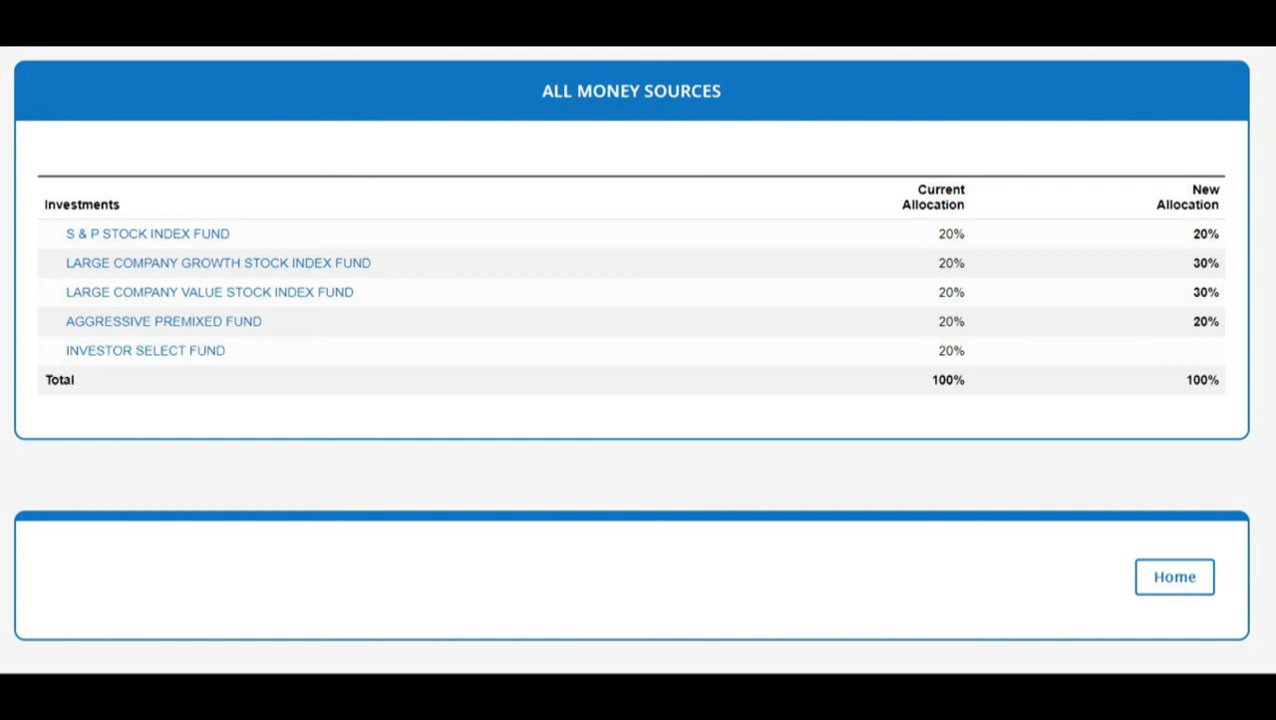 ALL MONEY SOURCES
Investments Current Allocation New Allocation
S & P STOCK INDEX FUND 20% 20%
LARGE COMPANY GROWTH STOCK INDEX FUND 20% 30%
LARGE COMPANY VALUE STOCK INDEX FUND 20% 30%
AGGRESSIVE PREMIXED FUND 20% 20%
INVESTOR SELECT FUND 20%
Total 100% 100%
Home